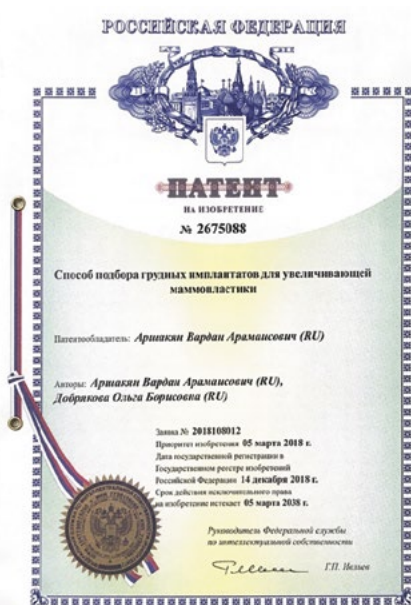 РОССИЙСКАЯ ФЕДЕРАЦИЯ
ПАТЕНТ
НА ИЗОБРЕТЕНИЕ
№ 2675088
Способ подбора грудных имплантатов для увеличивающей
маммопластики
Патентообладатель: Аршакян Вардан Арамаисович (RU)
Авторы: Аршакян Вардан Арамаисович (RU),
Добрякова Ольга Борисовна (RU)
Заявка № 2018108012
Приоритет изобретения 05 марта 2018 г.
Дата государственной регистрации в
Государственном реестре изобретений
Российской Федерации 14 декабря 2018 г.
Срок действия исключительного права
на изобретение истекает 05 марта 2038 г.
Руководитель Федеральной службы
по интеллектуальной собственности
Г.П. Ивлиев